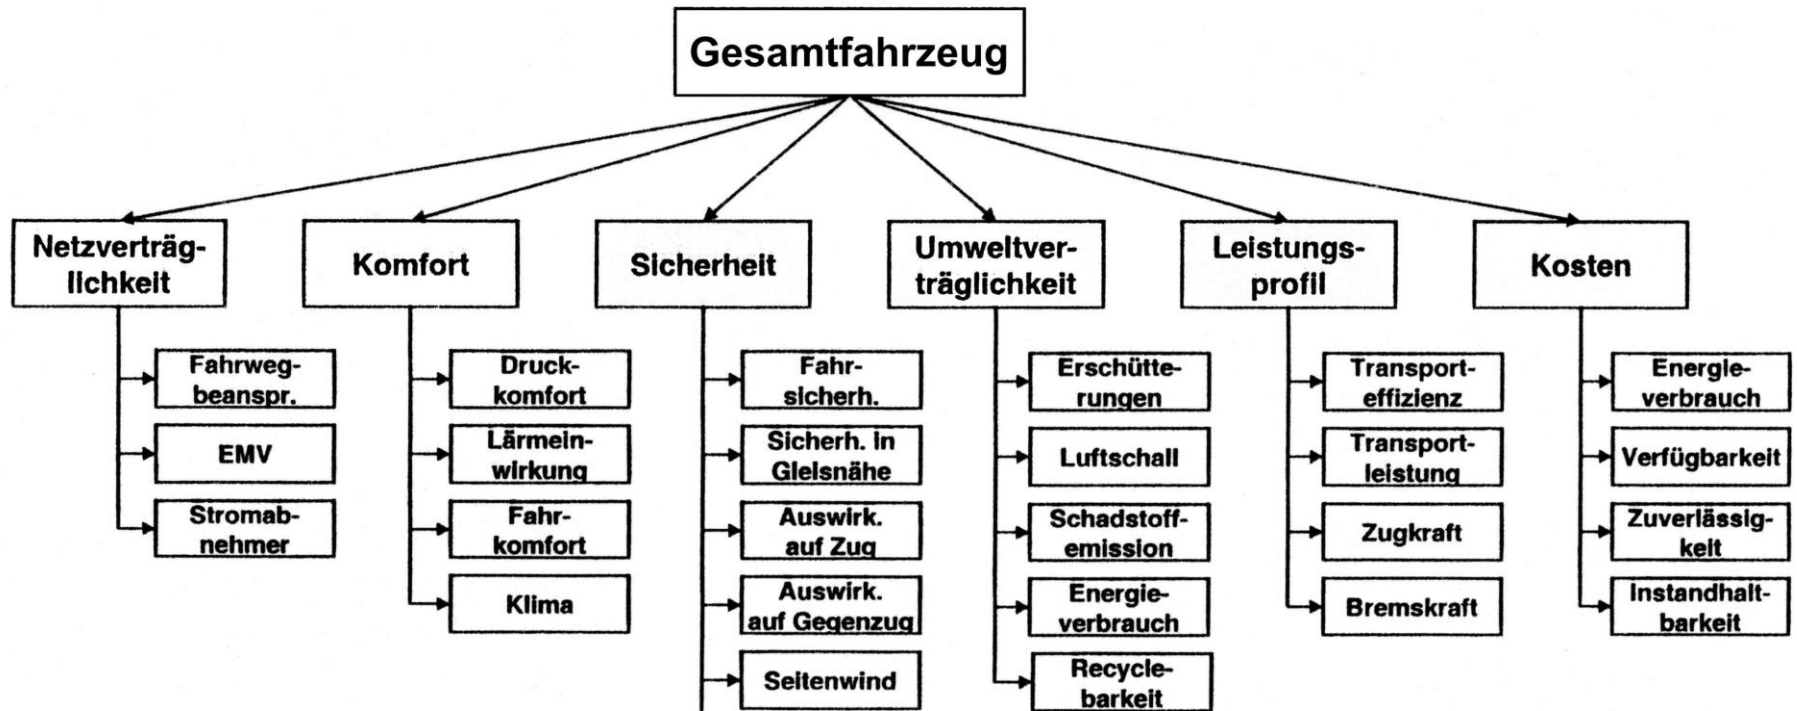 Gesamtfahrzeug
Netzverträg-
lichkeit
Komfort
Sicherheit
Umweltver-
träglichkeit
Leistungs-
profil
Kosten
Fahrweg-
beanspr.
EMV
Stromab-
nehmer
Druck-
komfort
Lärmein-
wirkung
Fahr-
komfort
Klima
Fahr-
sicherh.
Sicherh. in
Gleisnähe
Auswirk.
auf Zug
Auswirk.
auf Gegenzug
Seitenwind
Erschütte-
rungen
Luftschall
Schadstoff-
emission
Energie-
verbrauch
Recycle-
barkeit
Transport-
effizienz
Transport-
leistung
Zugkraft
Bremskraft
Energie-
verbrauch
Verfügbarkeit
Zuverlässig-
keit
Instandhalt-
barkeit